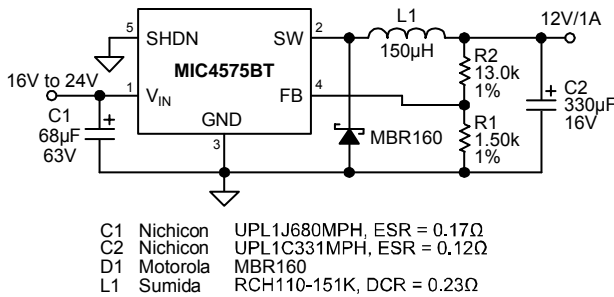 L1
12V/1A
5
SHDN
SW
2
150µH
R2
13.0k
1%
C2
330µF
16V
+
MIC4575BT
16V to 24V
1
VIN
FB
4
C1
68µF
63V
+
GND
3
MBR160
R1
1.50k
1%
C1 Nichicon UPL1J680MPH, ESR = 0.17Ω
C2 Nichicon UPL1C331MPH, ESR = 0.12Ω
D1 Motorola MBR160
L1 Sumida RCH110-151K, DCR = 0.23Ω